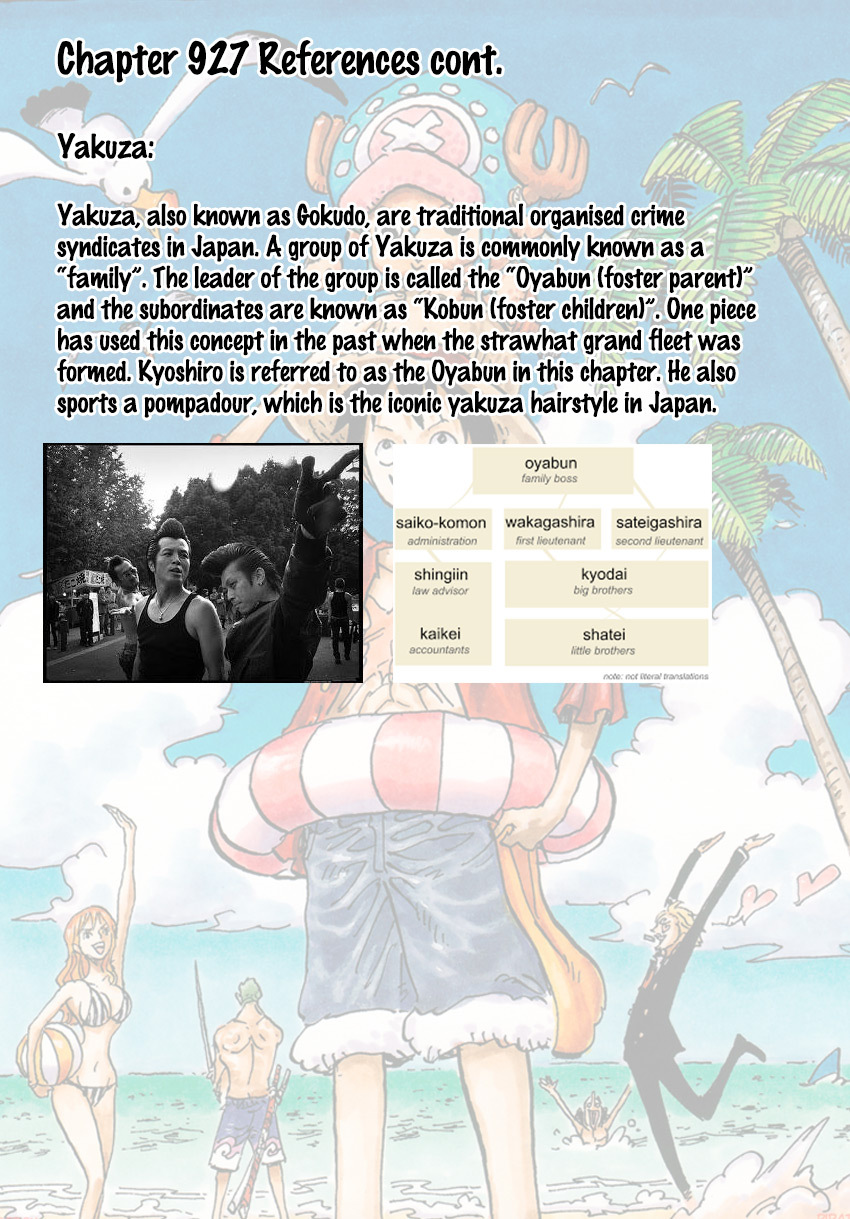 Chapter 927 References cont.
Yakuza:
Yakuza, also known as Gokudo, are traditional organised crime
syndicates in Japan. A group of Yakuza is commonly known as a
"family". The leader of the group is called the "Oyabun (foster parent)"
and the subordinates are known as "Kobun (foster children)". One piece
has used this concept in the past when the strawhat grand fleet was
formed. Kyoshiro is referred to as the Oyabun in this chapter. He also
sports a pompadour, which is the iconic yakuza hairstyle in Japan.
oyabun
family boss
saiko-komon wakagashira sateigashira
administration first lieutenant second lieutenant
shingiin kyodai
law advisor big brothers
kaikei shatei
accountants little brothers
note: not literal translations